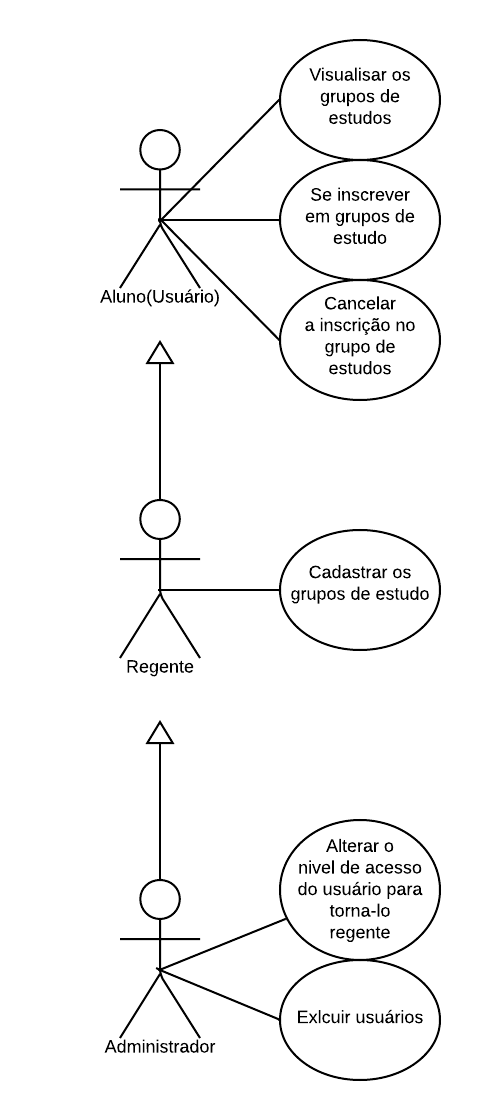 Visualisar os
grupos de
estudos
Se inscrever
em grupos de
estudo
Aluno(Usuário)
Cancelar
a inscrição no
grupo de
estudos
Cadastrar os
grupos de estudo
Regente
Alterar o
nivel de acesso
do usuário para
torna-lo
regente
Exlcuir usuários
Administrador